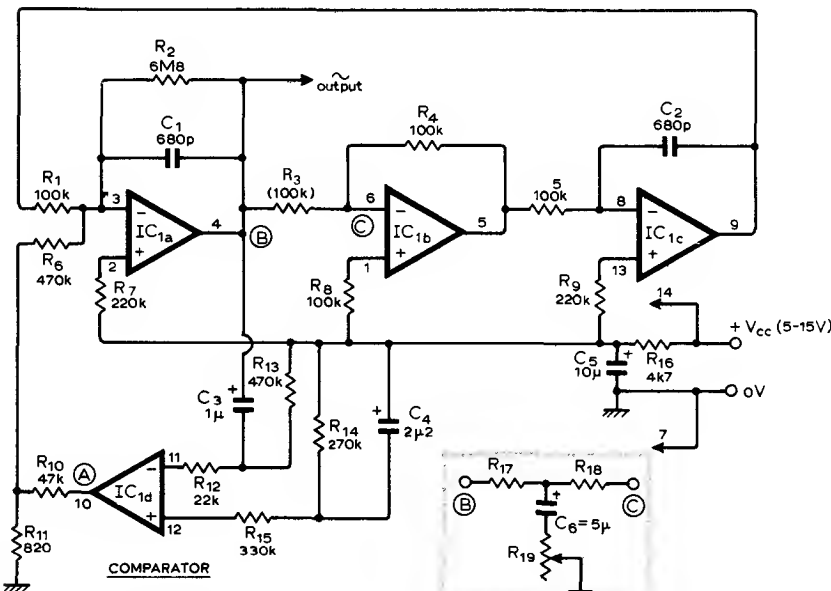 R2
6M8
~
output
C1
680p
R4
100k
C2
680p
R1
100k
R3
(100k)
5
100k
3
−
IC1a
+
2
4
B
6
−
C
IC1b
+
1
5
8
−
IC1c
+
13
9
R6
470k
R7
220k
R8
100k
R9
220k
14
+ Vcc (5-15V)
R13
470k
C5
10μ
+
R16
4k7
0V
C3
1μ
+
R14
270k
+
C4
2μ2
7
R10
47k
A
10
IC1d
−
+
11
12
R12
22k
R15
330k
R11
820
COMPARATOR
R17
R18
B
C
+
C6=5μ
R19